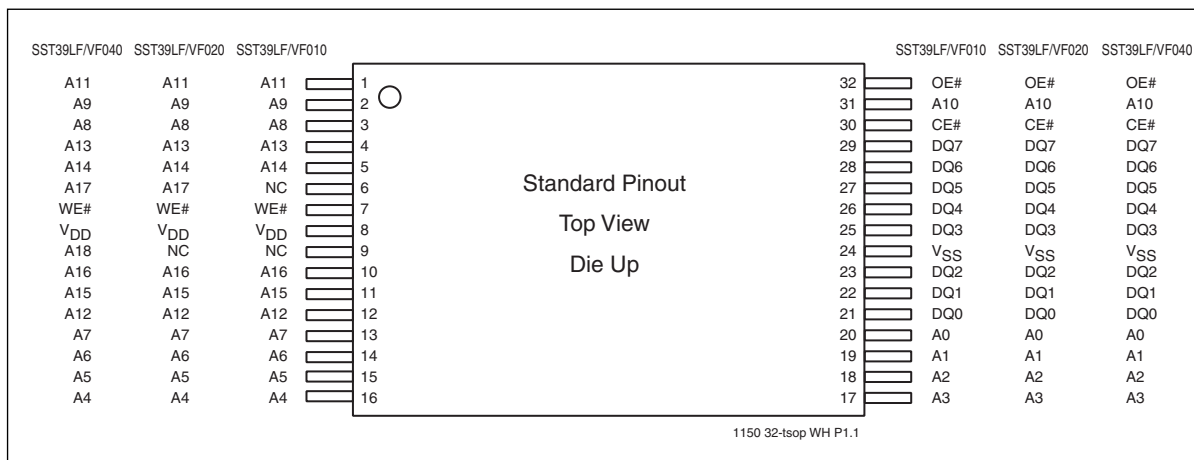 SST39LF/VF040 SST39LF/VF020 SST39LF/VF010 SST39LF/VF010 SST39LF/VF020 SST39LF/VF040
A11 A11 A11 1 32 OE# OE# OE#
A9 A9 A9 2 31 A10 A10 A10
A8 A8 A8 3 30 CE# CE# CE#
A13 A13 A13 4 29 DQ7 DQ7 DQ7
A14 A14 A14 5 28 DQ6 DQ6 DQ6
A17 A17 NC 6 27 DQ5 DQ5 DQ5
WE# WE# WE# 7 26 DQ4 DQ4 DQ4
VDD VDD VDD 8 25 DQ3 DQ3 DQ3
A18 NC NC 9 24 VSS VSS VSS
A16 A16 A16 10 23 DQ2 DQ2 DQ2
A15 A15 A15 11 22 DQ1 DQ1 DQ1
A12 A12 A12 12 21 DQ0 DQ0 DQ0
A7 A7 A7 13 20 A0 A0 A0
A6 A6 A6 14 19 A1 A1 A1
A5 A5 A5 15 18 A2 A2 A2
A4 A4 A4 16 17 A3 A3 A3
Standard Pinout
Top View
Die Up
1150 32-tsop WH P1.1